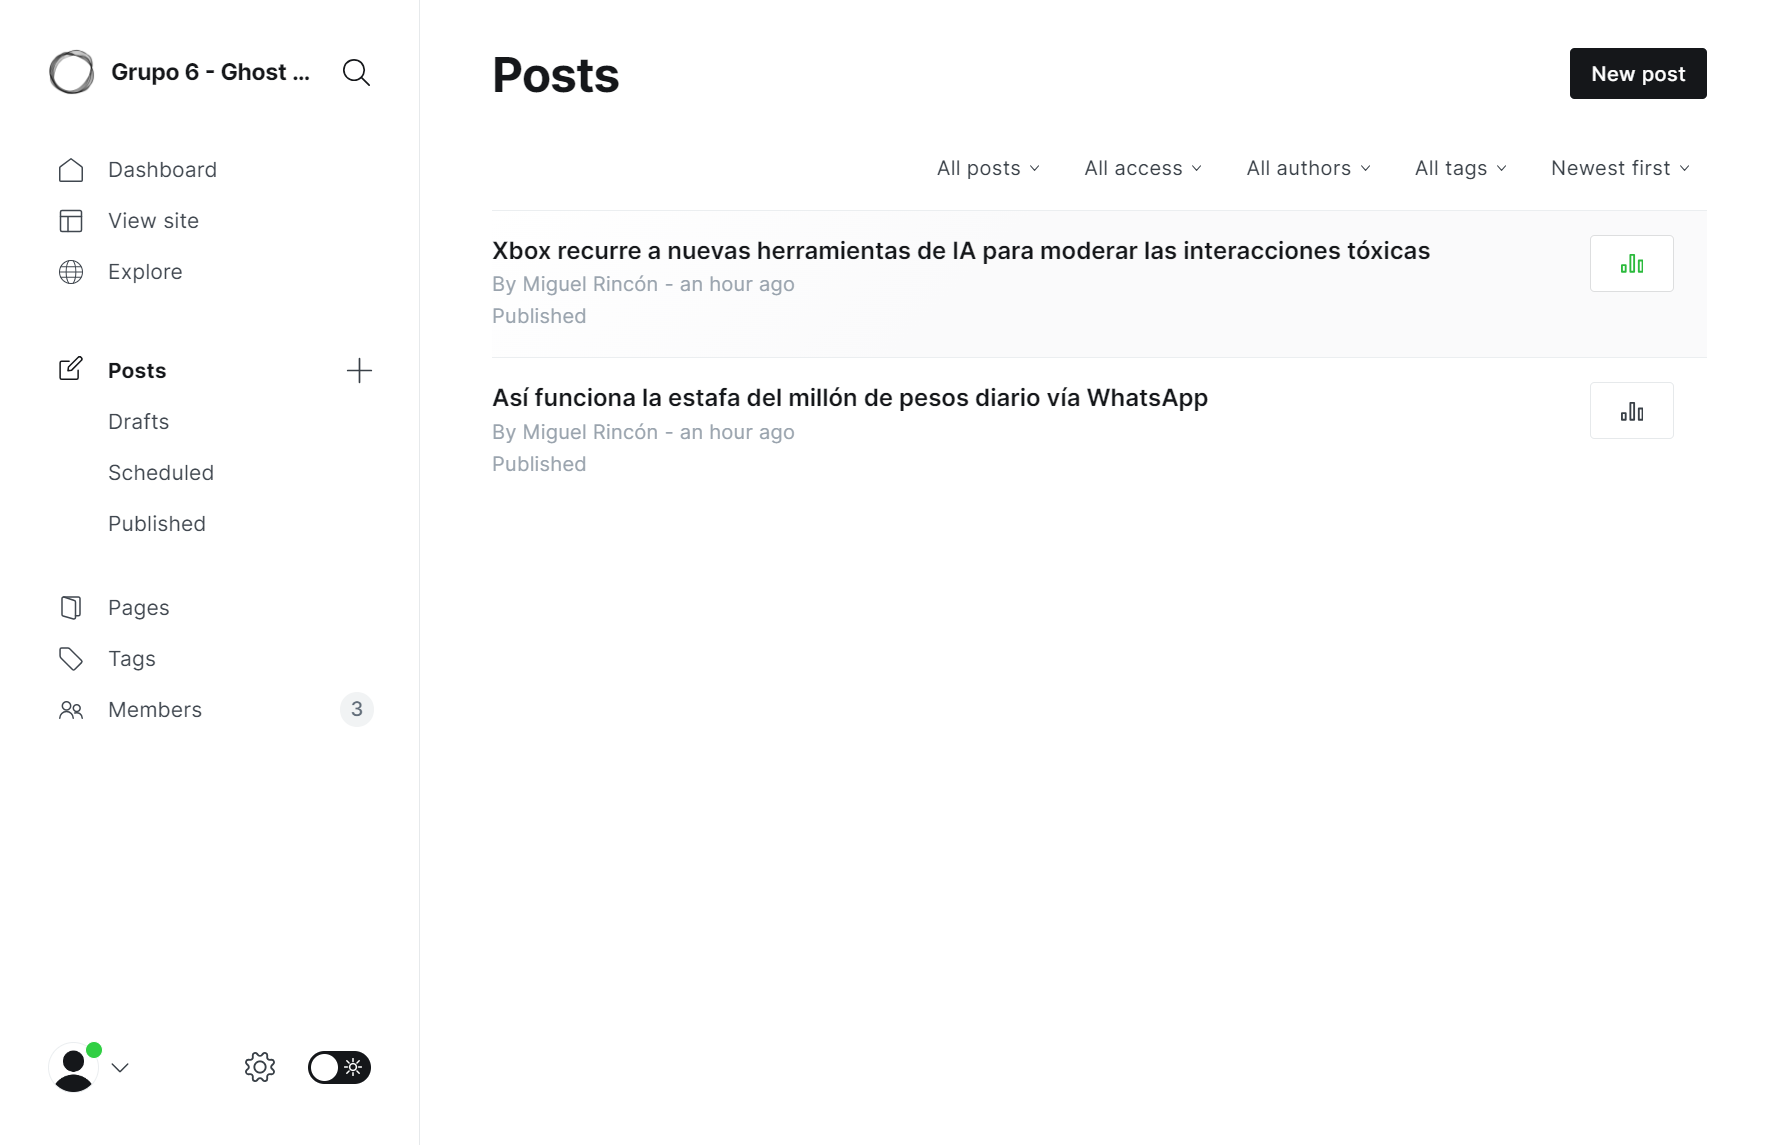 Grupo 6 - Ghost ...
Dashboard
View site
Explore
Posts
Drafts
Scheduled
Published
Pages
Tags
Members 3
Posts
New post
All posts All access All authors All tags Newest first
Xbox recurre a nuevas herramientas de IA para moderar las interacciones tóxicas
By Miguel Rincón - an hour ago
Published
Así funciona la estafa del millón de pesos diario vía WhatsApp
By Miguel Rincón - an hour ago
Published